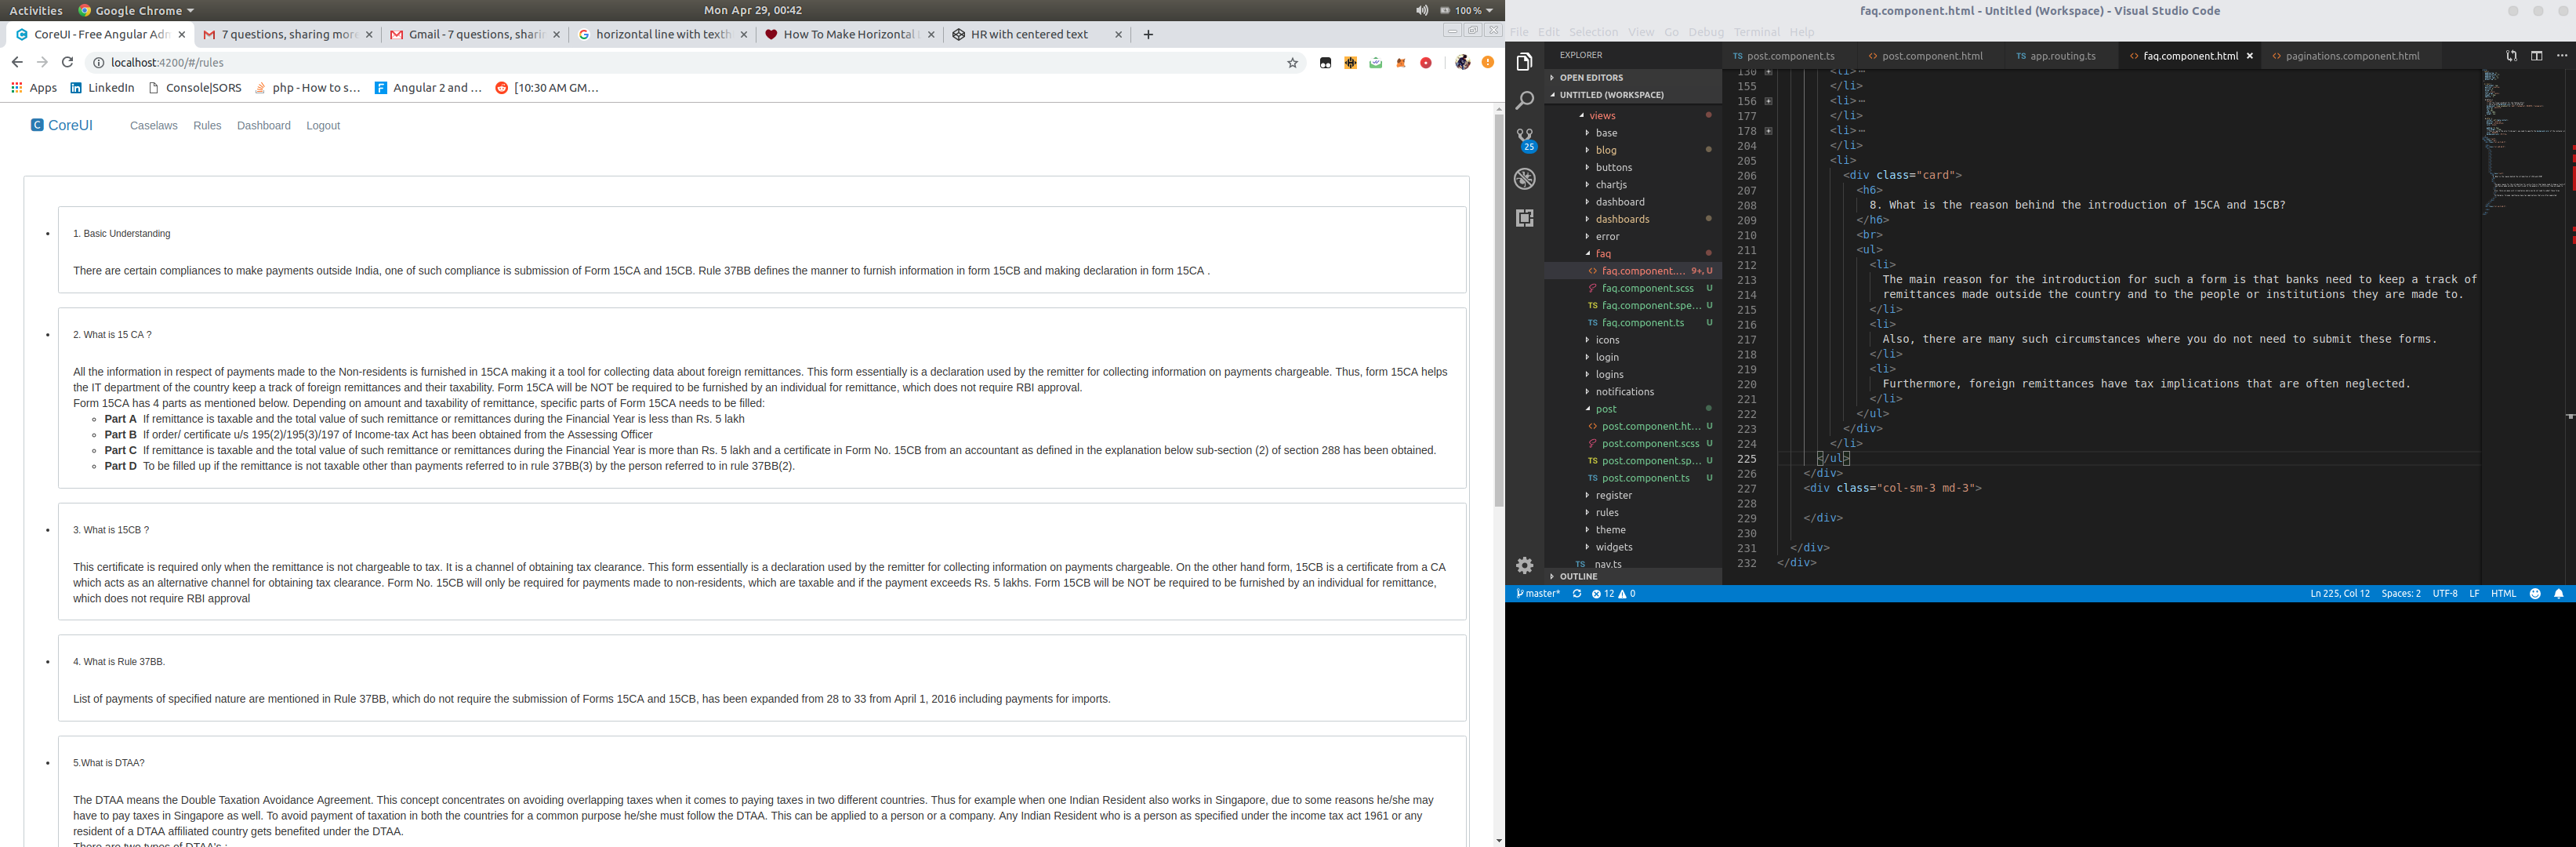 Activities Google Chrome Mon Apr 29, 00:42 100 %
CoreUI - Free Angular Adn
7 questions, sharing more
Gmail - 7 questions, sharin
horizontal line with texth
How To Make Horizontal
HR with centered text
localhost:4200/#/rules
Apps LinkedIn Console|SORS php - How to s... Angular 2 and ... [10:30 AM GM...
CoreUI Caselaws Rules Dashboard Logout
1. Basic Understanding
There are certain compliances to make payments outside India, one of such compliance is submission of Form 15CA and 15CB. Rule 37BB defines the manner to furnish information in form 15CB and making declaration in form 15CA .
2. What is 15 CA ?
All the information in respect of payments made to the Non-residents is furnished in 15CA making it a tool for collecting data about foreign remittances. This form essentially is a declaration used by the remitter for collecting information on payments chargeable. Thus, form 15CA helps
the IT department of the country keep a track of foreign remittances and their taxability. Form 15CA will be NOT be required to be furnished by an individual for remittance, which does not require RBI approval.
Form 15CA has 4 parts as mentioned below. Depending on amount and taxability of remittance, specific parts of Form 15CA needs to be filled:
Part A If remittance is taxable and the total value of such remittance or remittances during the Financial Year is less than Rs. 5 lakh
Part B If order/ certificate u/s 195(2)/195(3)/197 of Income-tax Act has been obtained from the Assessing Officer
Part C If remittance is taxable and the total value of such remittance or remittances during the Financial Year is more than Rs. 5 lakh and a certificate in Form No. 15CB from an accountant as defined in the explanation below sub-section (2) of section 288 has been obtained.
Part D To be filled up if the remittance is not taxable other than payments referred to in rule 37BB(3) by the person referred to in rule 37BB(2).
3. What is 15CB ?
This certificate is required only when the remittance is not chargeable to tax. It is a channel of obtaining tax clearance. This form essentially is a declaration used by the remitter for collecting information on payments chargeable. On the other hand form, 15CB is a certificate from a CA
which acts as an alternative channel for obtaining tax clearance. Form No. 15CB will only be required for payments made to non-residents, which are taxable and if the payment exceeds Rs. 5 lakhs. Form 15CB will be NOT be required to be furnished by an individual for remittance,
which does not require RBI approval
4. What is Rule 37BB.
List of payments of specified nature are mentioned in Rule 37BB, which do not require the submission of Forms 15CA and 15CB, has been expanded from 28 to 33 from April 1, 2016 including payments for imports.
5.What is DTAA?
The DTAA means the Double Taxation Avoidance Agreement. This concept concentrates on avoiding overlapping taxes when it comes to paying taxes in two different countries. Thus for example when one Indian Resident also works in Singapore, due to some reasons he/she may
have to pay taxes in Singapore as well. To avoid payment of taxation in both the countries for a common purpose he/she must follow the DTAA. This can be applied to a person or a company. Any Indian Resident who is a person as specified under the income tax act 1961 or any
resident of a DTAA affiliated country gets benefited under the DTAA.
There are two types of DTAA's :
faq.component.html - Untitled (Workspace) - Visual Studio Code
File Edit Selection View Go Debug Terminal Help
25
EXPLORER
OPEN EDITORS
UNTITLED (WORKSPACE)
views
base
blog
buttons
chartjs
dashboard
dashboards
error
faq
faq.component.... 9+, U
faq.component.scss U
faq.component.spe... U
faq.component.ts U
icons
login
logins
notifications
post
post.component.ht... U
post.component.scss U
post.component.sp... U
post.component.ts U
register
rules
theme
widgets
nav.ts
OUTLINE
post.component.ts post.component.html app.routing.ts faq.component.html paginations.component.html
130 <li>...
155 </li>
156 <li>...
177 </li>
178 <li>...
204 </li>
205 <li>
206 <div class="card">
207 <h6>
208 8. What is the reason behind the introduction of 15CA and 15CB?
209 </h6>
210 <br>
211 <ul>
212 <li>
213 The main reason for the introduction for such a form is that banks need to keep a track of
214 remittances made outside the country and to the people or institutions they are made to.
215 </li>
216 <li>
217 Also, there are many such circumstances where you do not need to submit these forms.
218 </li>
219 <li>
220 Furthermore, foreign remittances have tax implications that are often neglected.
221 </li>
222 </ul>
223 </div>
224 </li>
225 </ul>
226 </div>
227 <div class="col-sm-3 md-3">
228
229 </div>
230
231 </div>
232 </div>
master* 12 0 Ln 225, Col 12 Spaces: 2 UTF-8 LF HTML